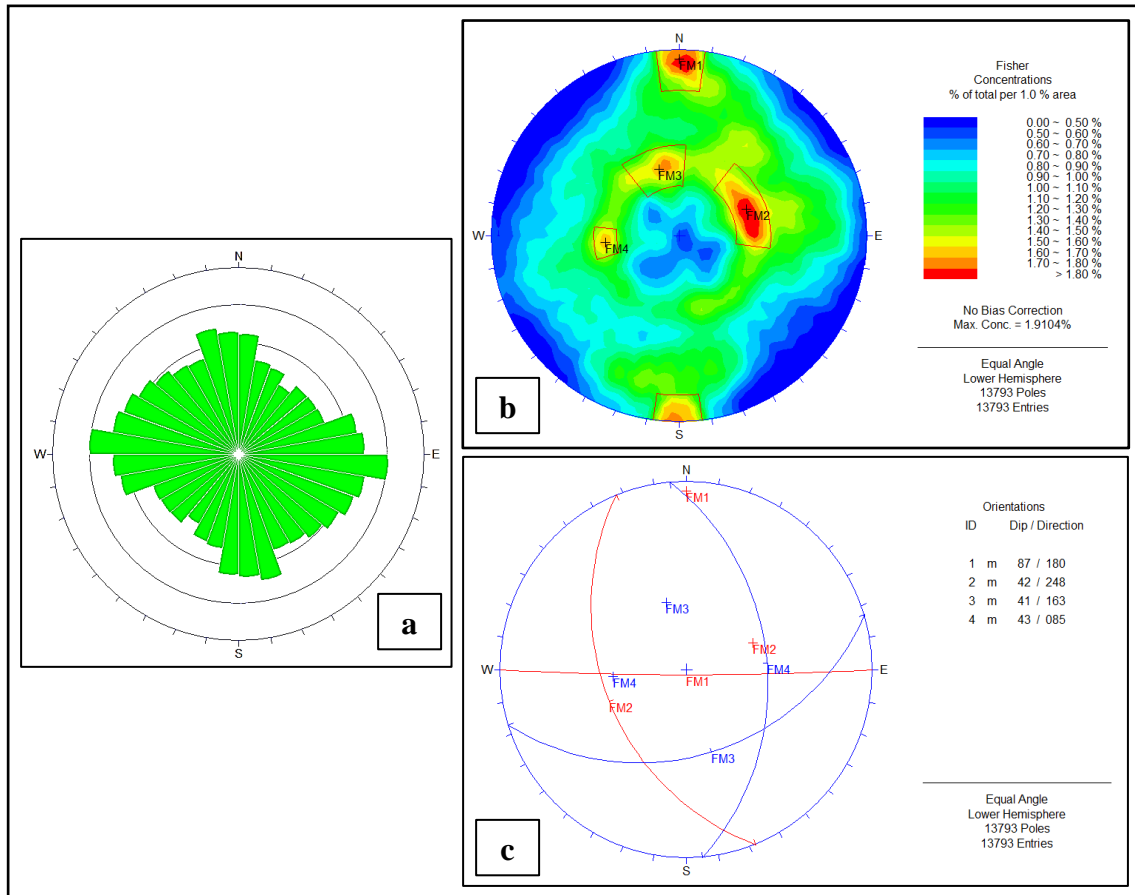 N
W
E
S
a
N
FM1
FM3
FM2
FM4
W
E
S
b
Fisher
Concentrations
% of total per 1.0 % area
0.00 ~ 0.50 %
0.50 ~ 0.60 %
0.60 ~ 0.70 %
0.70 ~ 0.80 %
0.80 ~ 0.90 %
0.90 ~ 1.00 %
1.00 ~ 1.10 %
1.10 ~ 1.20 %
1.20 ~ 1.30 %
1.30 ~ 1.40 %
1.40 ~ 1.50 %
1.50 ~ 1.60 %
1.60 ~ 1.70 %
1.70 ~ 1.80 %
> 1.80 %
No Bias Correction
Max. Conc. = 1.9104%
Equal Angle
Lower Hemisphere
13793 Poles
13793 Entries
N
FM1
FM3
FM2
W
E
FM4
FM4
FM1
FM2
FM3
S
c
Orientations
ID Dip / Direction
1 m 87 / 180
2 m 42 / 248
3 m 41 / 163
4 m 43 / 085
Equal Angle
Lower Hemisphere
13793 Poles
13793 Entries